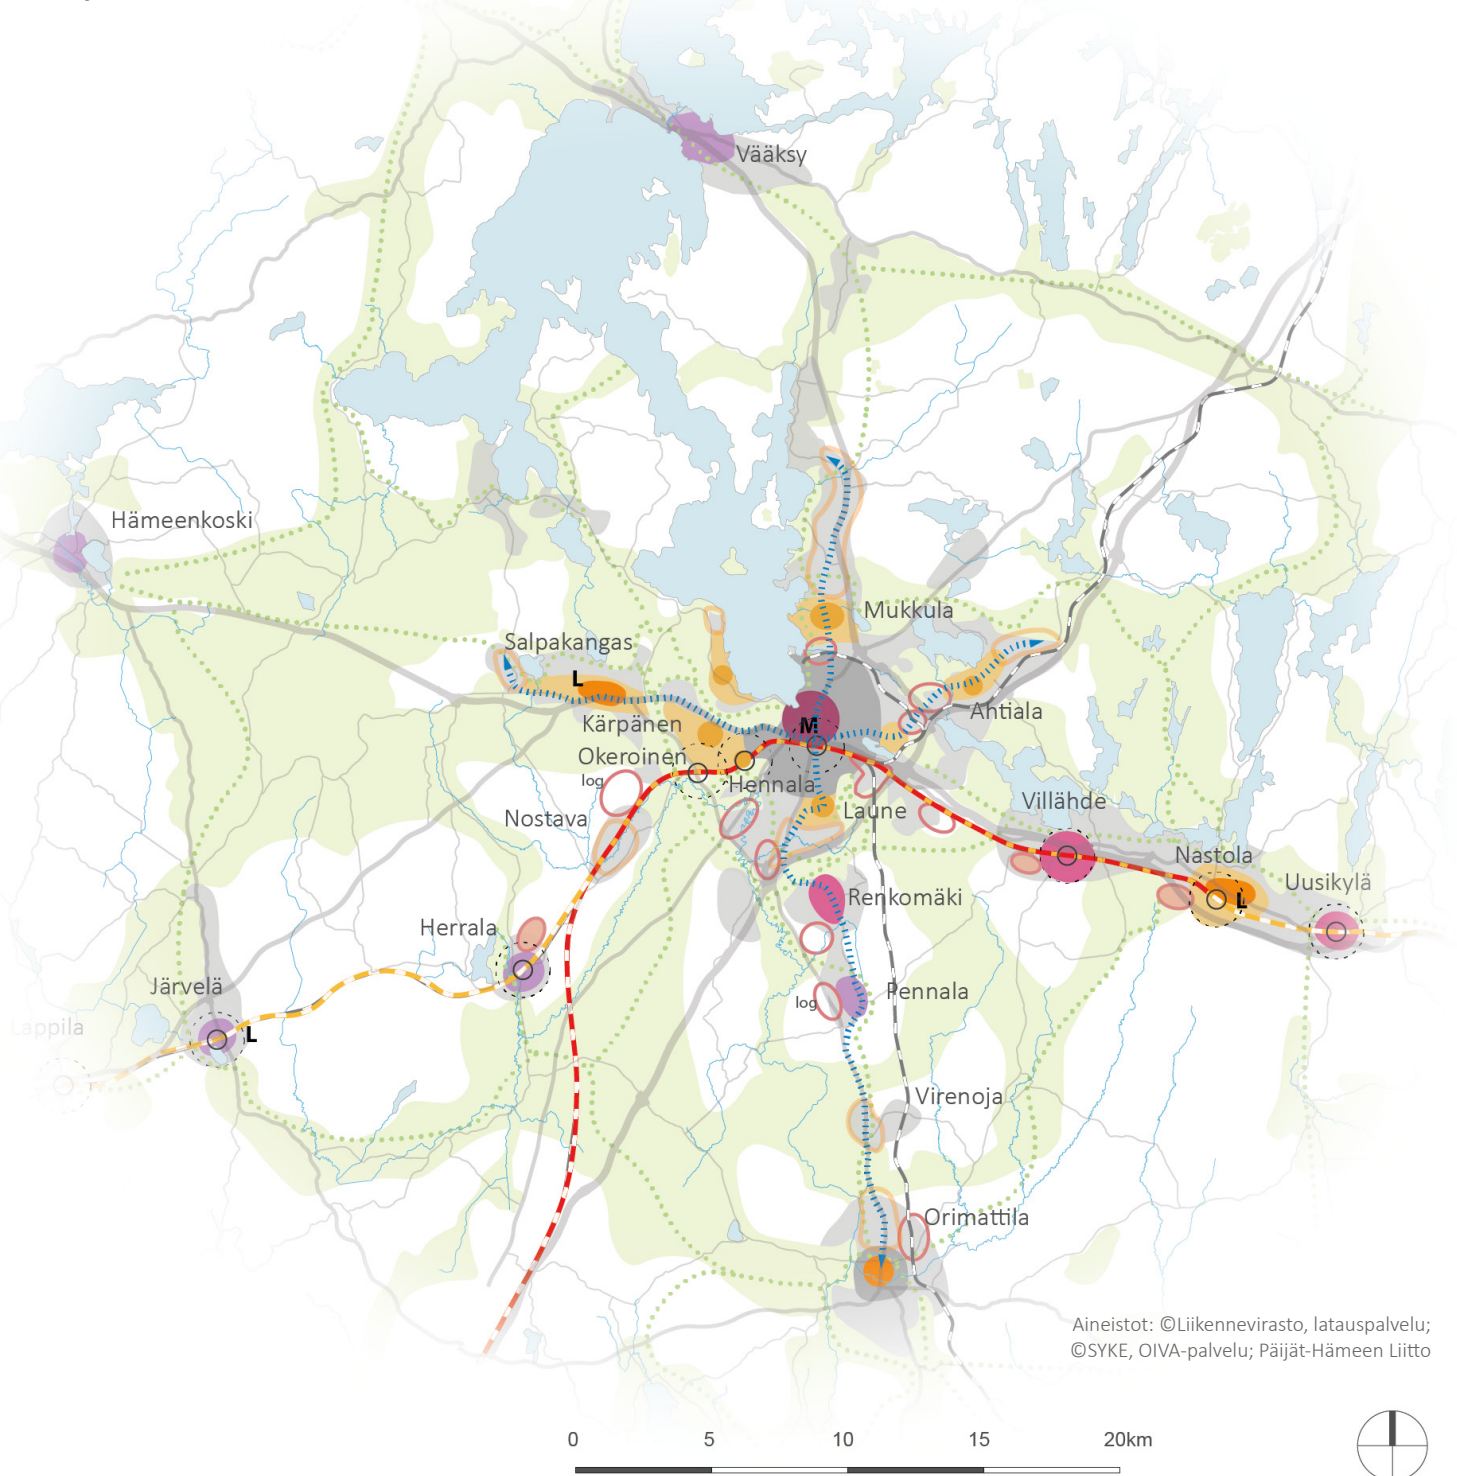 Vääksy
Hämeenkoski
Mukkula
Salpakangas
L
Ahtiala
Kärpänen
M
Okeroinen
log
Hennala
Villähde
Laune
Nostava
Nastola
Uusikylä
L
Renkomäki
Herrala
Järvelä
Pennala
log
Lappila
L
Virenoja
Orimattila
Aineistot: ©Liikennevirasto, latauspalvelu;
©SYKE, OIVA-palvelu; Päijät-Hämeen Liitto
0 5 10 15 20km